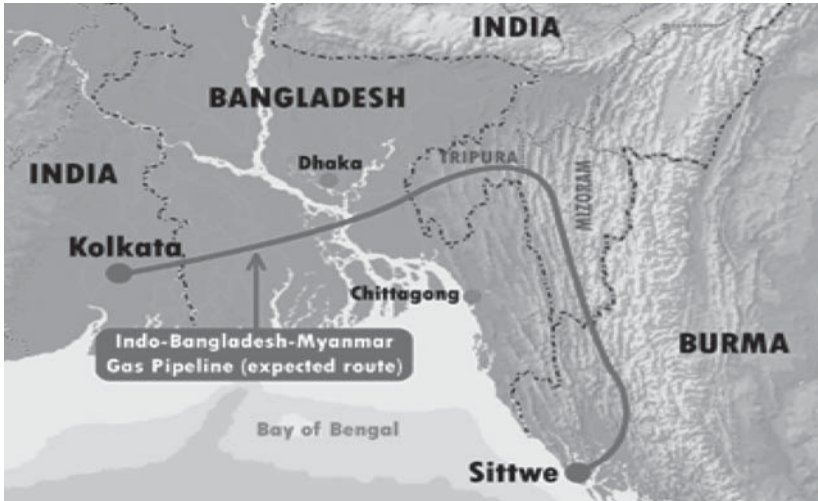 INDIA
BANGLADESH
Dhaka
TRIPURA
INDIA
MIZORAM
Kolkata
Chittagong
Indo-Bangladesh-Myanmar
Gas Pipeline (expected route)
BURMA
Bay of Bengal
Sittwe